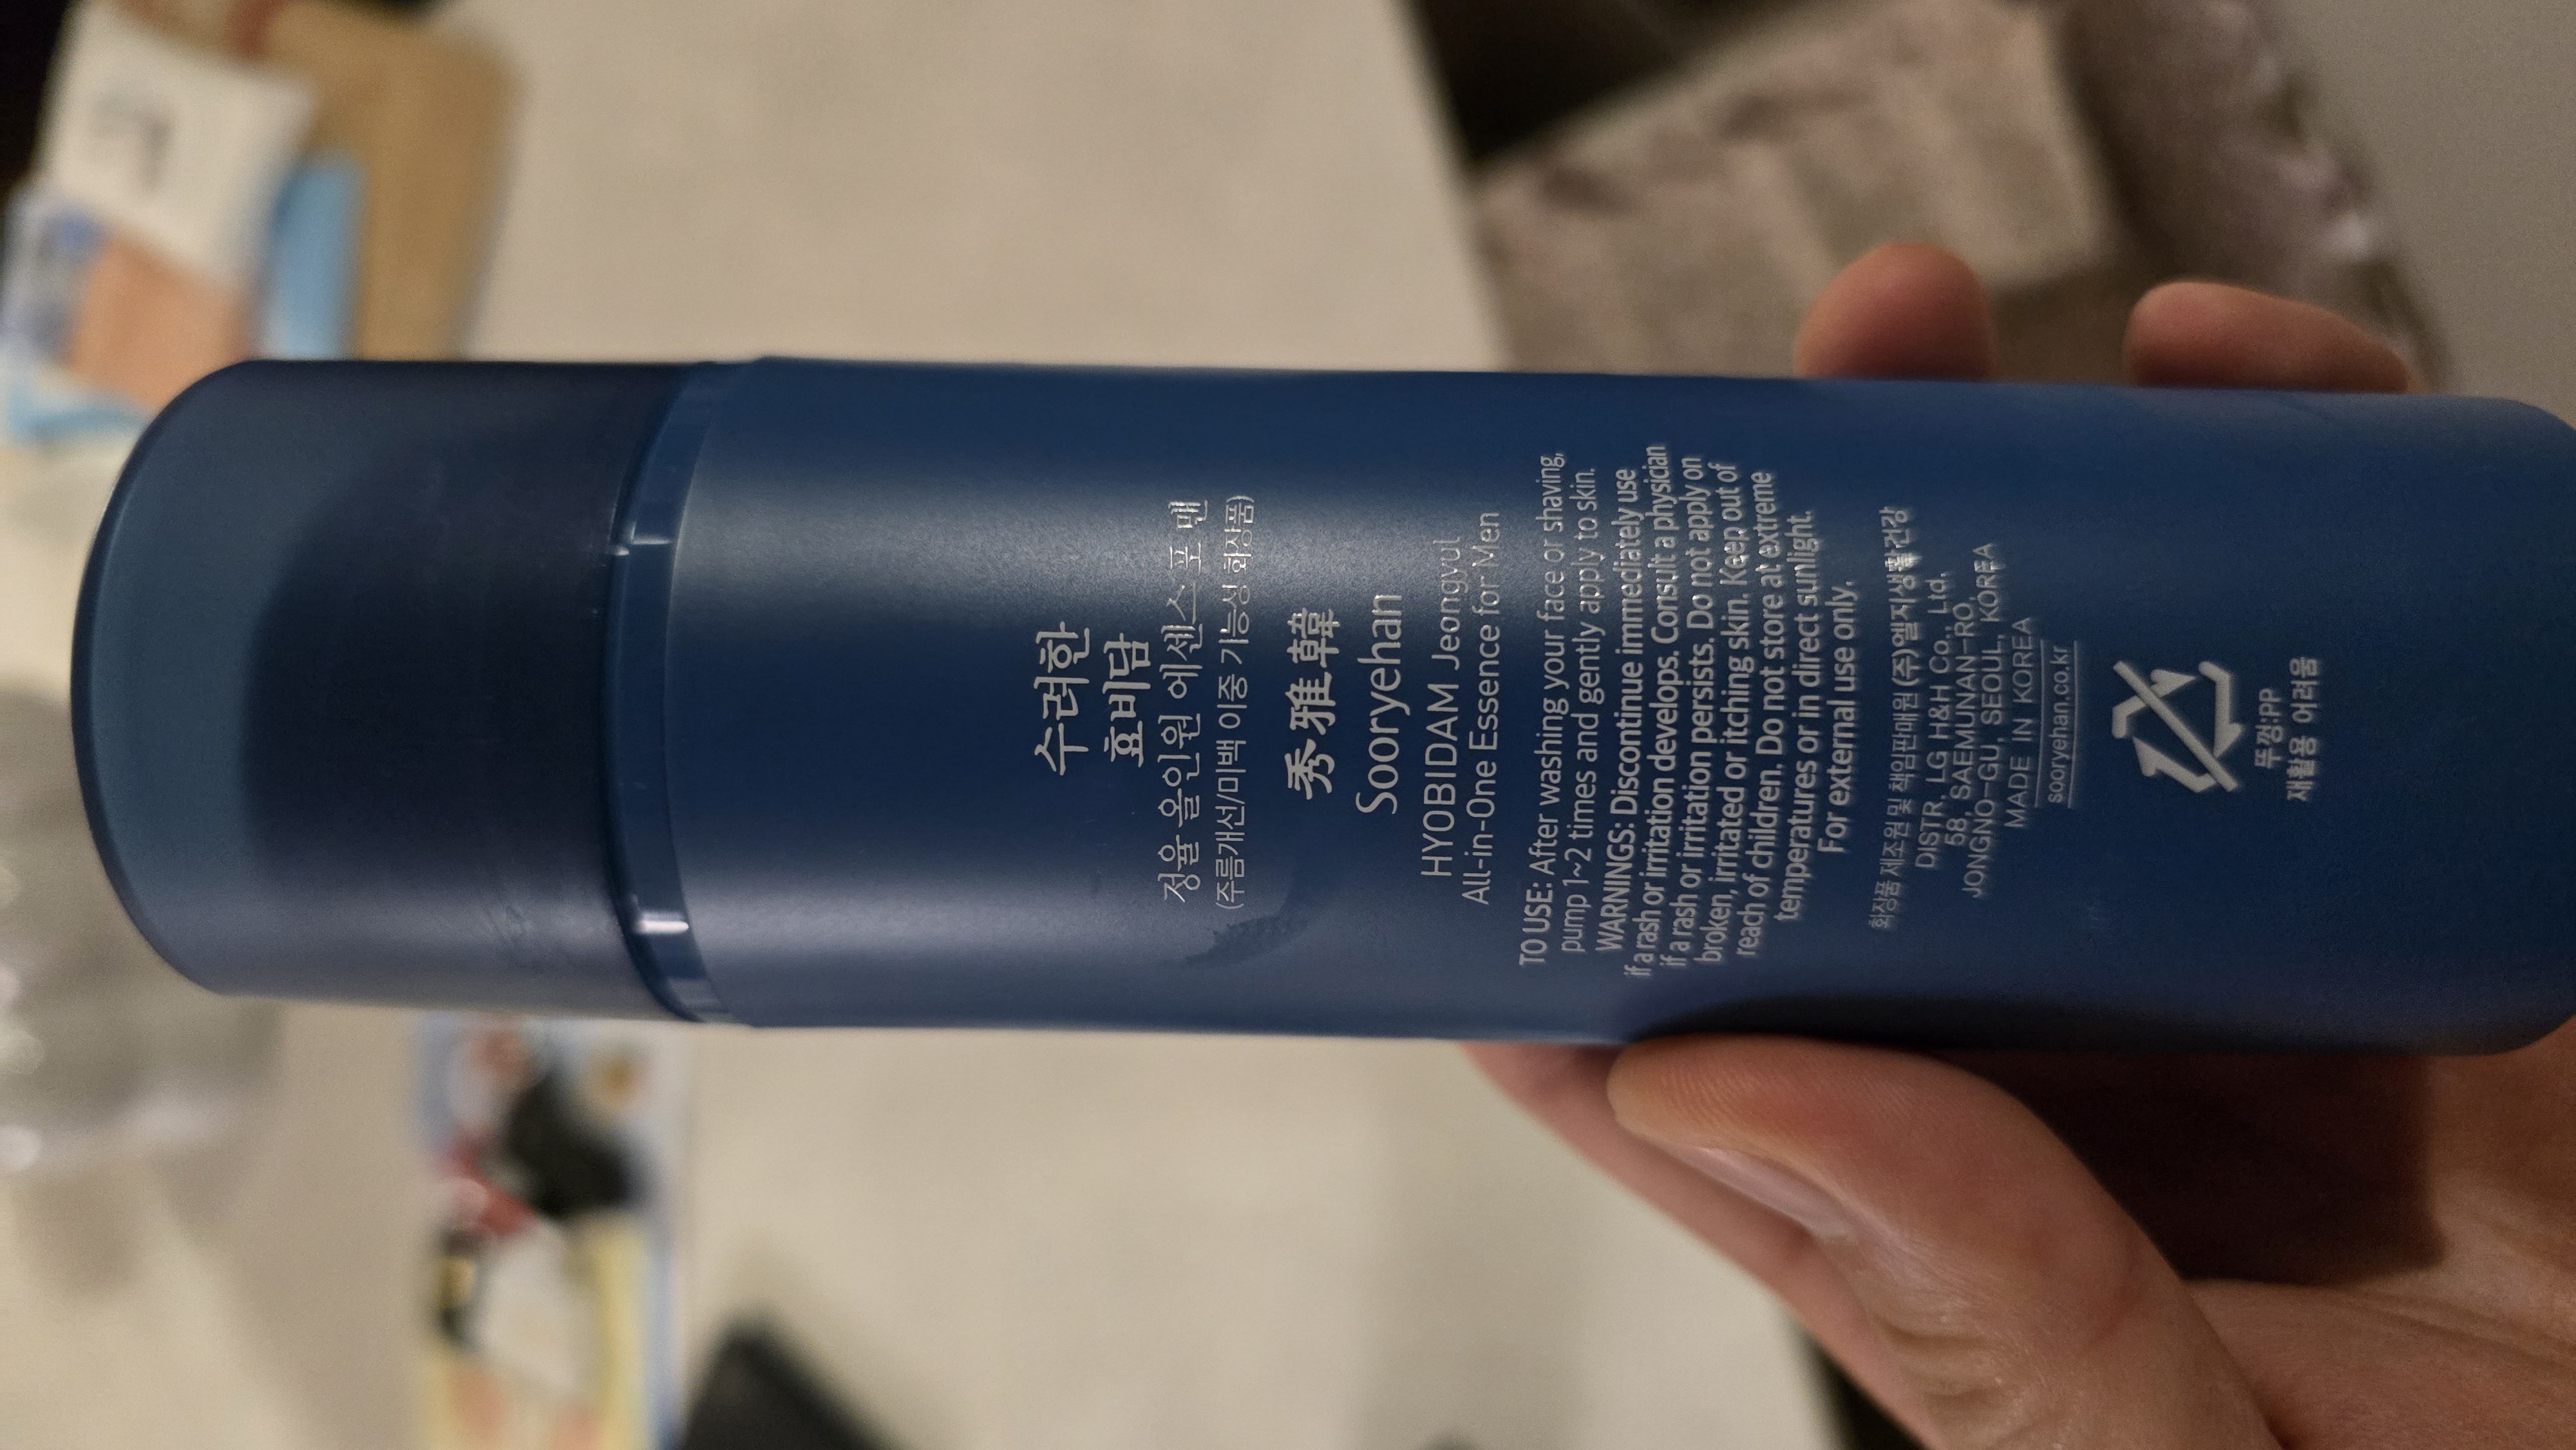 수려한
효비담
정율 올인원 에센스 포 맨
(주름개선/미백 이중 기능성 화장품)
秀雅韓
Sooryehan
HYOBIDAM Jeongyul
All-in-One Essence for Men
TO USE: After washing your face or shaving,
pump 1~2 times and gently apply to skin.
WARNINGS: Discontinue immediately use
if a rash or irritation develops. Consult a physician
if a rash or irritation persists. Do not apply on
broken, irritated or itching skin. Keep out of
reach of children. Do not store at extreme
temperatures or in direct sunlight.
For external use only.
화장품 제조원 및 책임판매원 (주)엘지생활건강
DISTR. LG H&H Co., Ltd.
58, SAEMUNAN-RO,
JONGNO-GU, SEOUL, KOREA
MADE IN KOREA
sooryehan.co.kr
뚜껑:PP
재활용 어려움